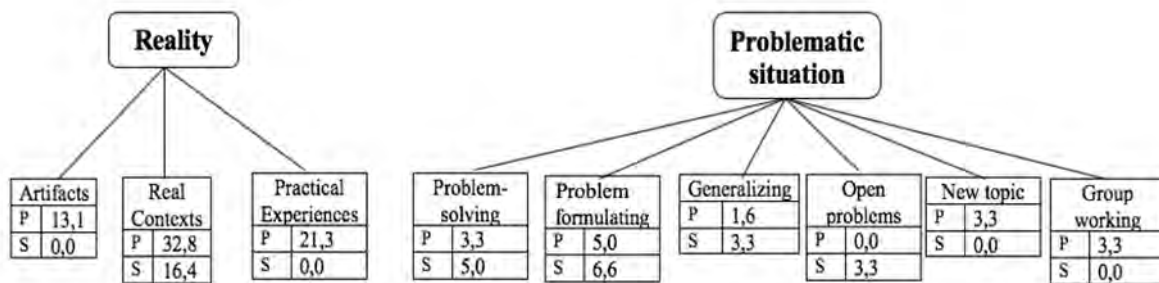 Reality
Problematic
situation
Artifacts
P 13,1
S 0,0
Real
Contexts
P 32,8
S 16,4
Practical
Experiences
P 21,3
S 0,0
Problem-
solving
P 3,3
S 5,0
Problem
formulating
P 5,0
S 6,6
Generalizing
P 1,6
S 3,3
Open
problems
P 0,0
S 3,3
New topic
P 3,3
S 0,0
Group
working
P 3,3
S 0,0